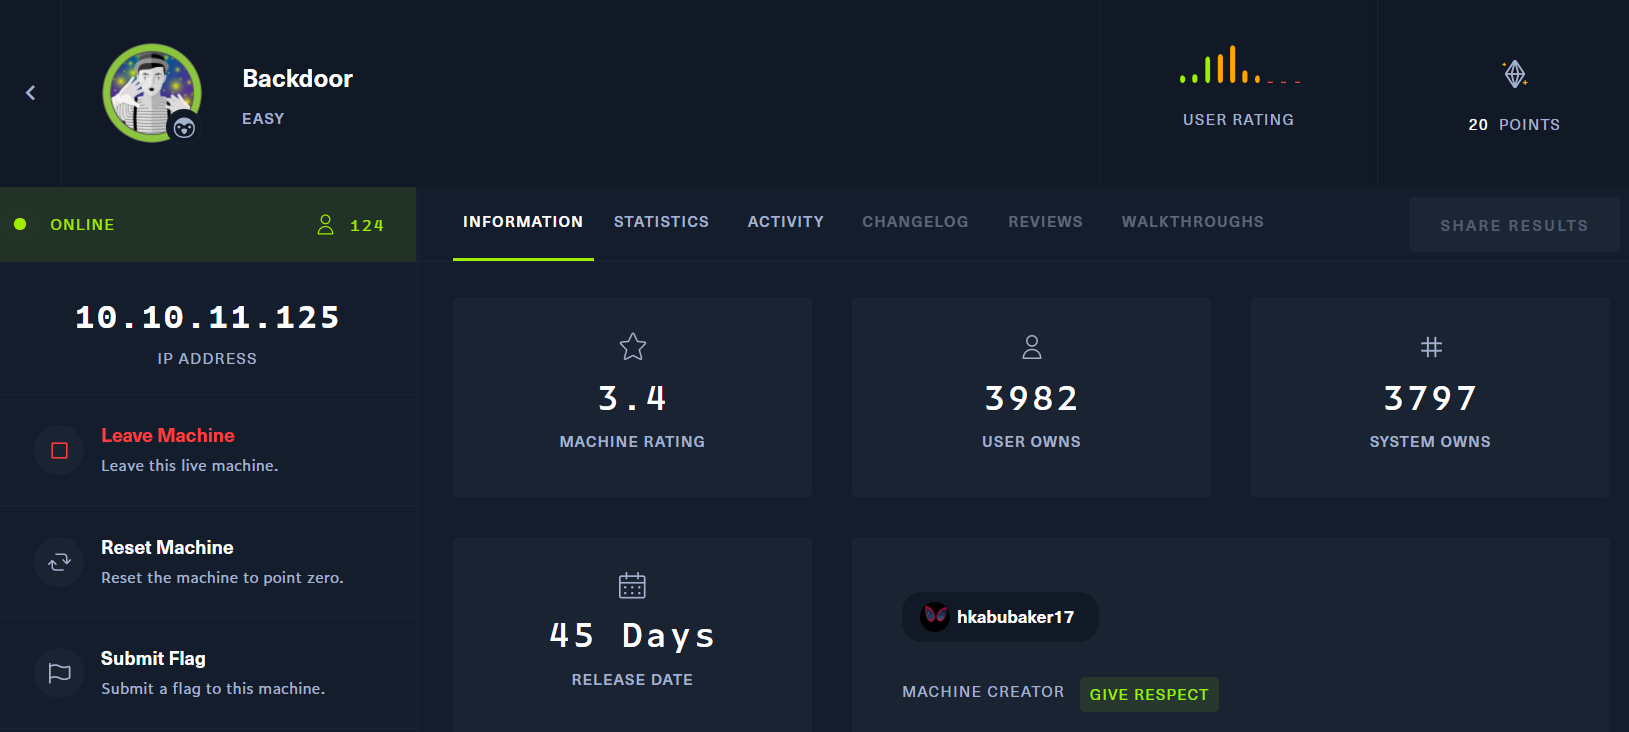 Backdoor
EASY
USER RATING
20 POINTS
ONLINE
124
INFORMATION
STATISTICS
ACTIVITY
CHANGELOG
REVIEWS
WALKTHROUGHS
SHARE RESULTS
10.10.11.125
IP ADDRESS
Leave Machine
Leave this live machine.
Reset Machine
Reset the machine to point zero.
Submit Flag
Submit a flag to this machine.
3.4
MACHINE RATING
3982
USER OWNS
3797
SYSTEM OWNS
45 Days
RELEASE DATE
hkabubaker17
MACHINE CREATOR
GIVE RESPECT